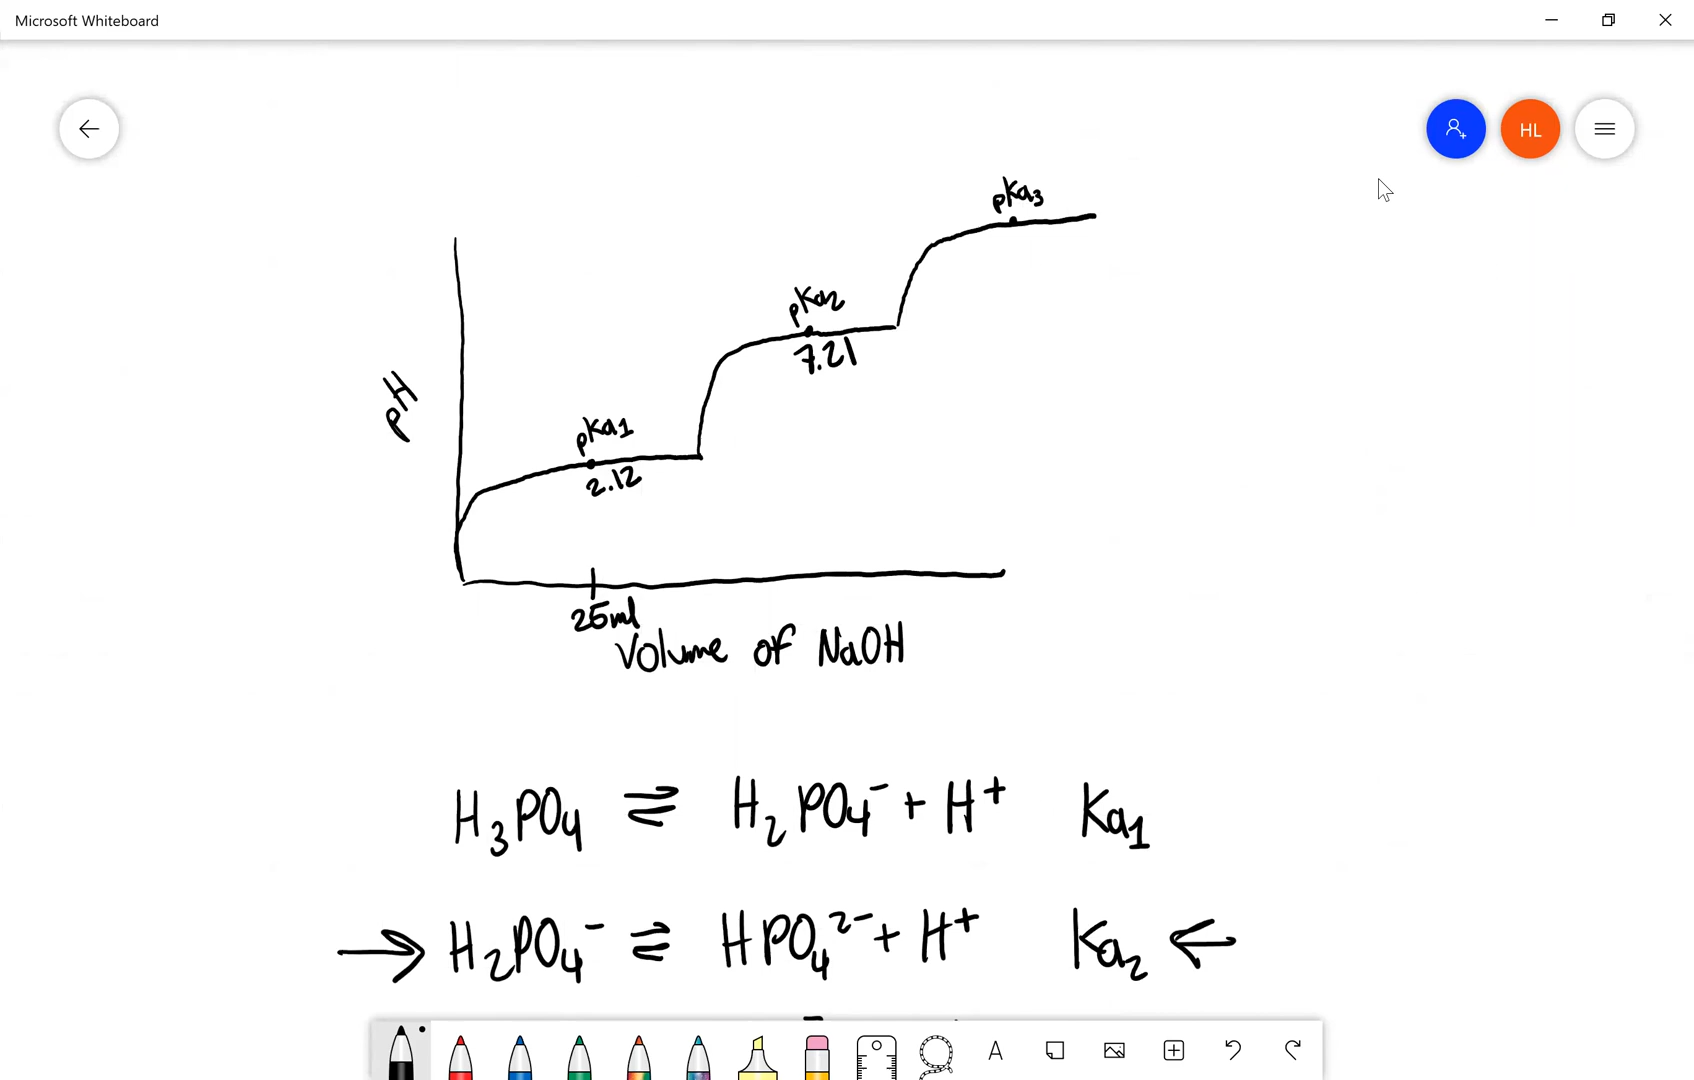 Microsoft Whiteboard
HL
pKa3
pKa2
7.21
pH
pKa1
2.12
25ml
Volume of NaOH
H₃PO₄ ⇌ H₂PO₄⁻ + H⁺ Ka₁
→ H₂PO₄⁻ ⇌ HPO₄²⁻ + H⁺ Ka₂ ←
A